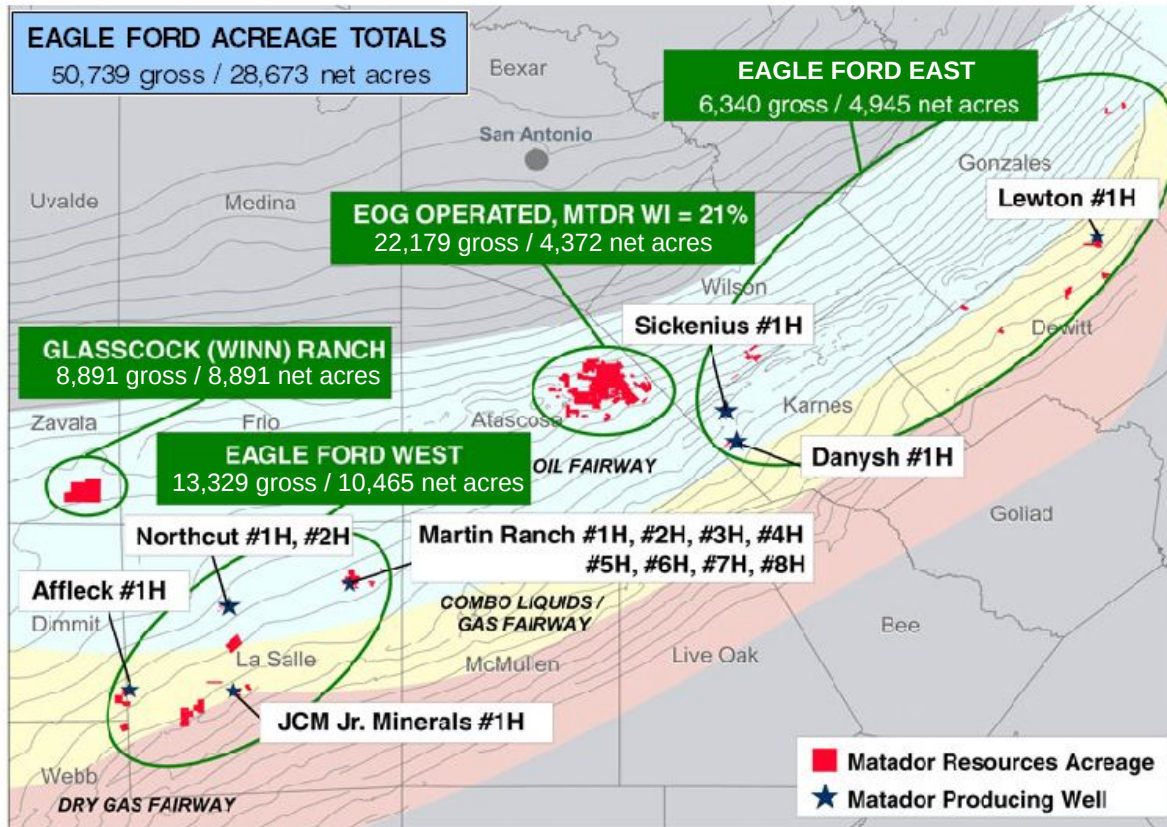 EAGLE FORD ACREAGE TOTALS
50,739 gross / 28,673 net acres
Bexar
EAGLE FORD EAST
6,340 gross / 4,945 net acres
San Antonio
Gonzales
Uvalde
Medina
Lewton #1H
EOG OPERATED, MTDR WI = 21%
22,179 gross / 4,372 net acres
Wilson
Sickenius #1H
Dewitt
GLASSCOCK (WINN) RANCH
8,891 gross / 8,891 net acres
Zavala
Frio
Atascosa
Karnes
EAGLE FORD WEST
13,329 gross / 10,465 net acres
OIL FAIRWAY
Danysh #1H
Goliad
Northcut #1H, #2H
Martin Ranch #1H, #2H, #3H, #4H
#5H, #6H, #7H, #8H
Affleck #1H
Dimmit
COMBO LIQUIDS /
GAS FAIRWAY
Bee
La Salle
McMullen
Live Oak
JCM Jr. Minerals #1H
Webb
DRY GAS FAIRWAY
Matador Resources Acreage
Matador Producing Well